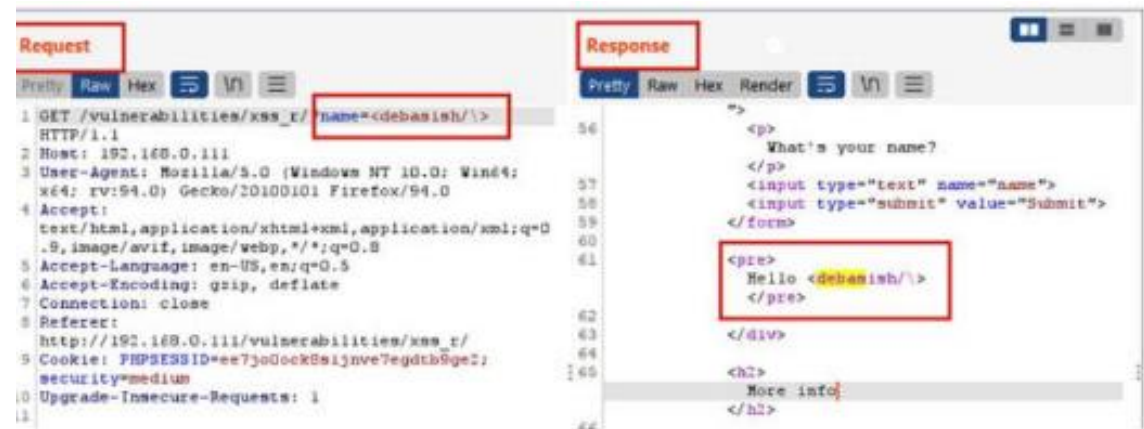 Request
Pretty Raw Hex \n
1 GET /vulnerabilities/xss_r/?name=<debamish/\>
HTTP/1.1
2 Host: 192.168.0.111
3 User-Agent: Mozilla/5.0 (Windows NT 10.0; Win64;
x64; rv:94.0) Gecko/20100101 Firefox/94.0
4 Accept:
text/html,application/xhtml+xml,application/xml;q=0
.9,image/avif,image/webp,*/*;q=0.8
5 Accept-Language: en-US,en;q=0.5
6 Accept-Encoding: gzip, deflate
7 Connection: close
8 Referer:
http://192.168.0.111/vulnerabilities/xss_r/
9 Cookie:
security=medium
10 Upgrade-Insecure-Requests: 1
11
Response
Pretty Raw Hex Render \n
">
56 <p>
What's your name?
</p>
57 <input type="text" name="name">
58 <input type="submit" value="Submit">
59 </form>
60
61 <pre>
Hello <debamish/\>
</pre>
62
63 </div>
64
65 <h2>
More info
</h2>
66